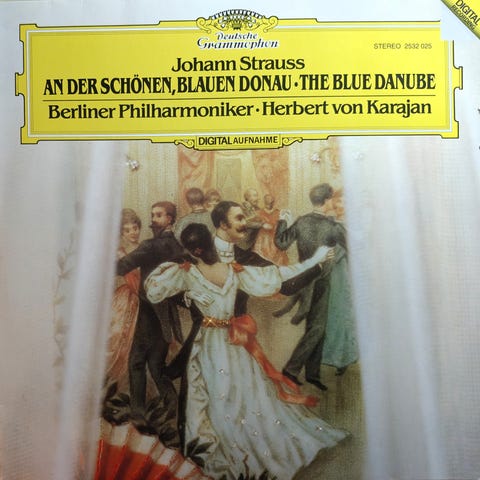 Deutsche
Grammophon
STEREO 2532 025
Johann Strauss
AN DER SCHÖNEN, BLAUEN DONAU · THE BLUE DANUBE
Berliner Philharmoniker · Herbert von Karajan
DIGITAL AUFNAHME
DIGITAL
RECORDING